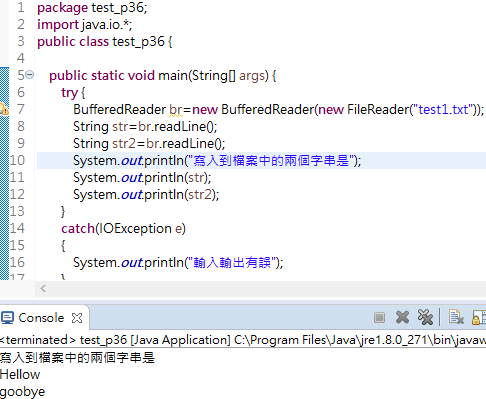 1 package test_p36;
2 import java.io.*;
3 public class test_p36 {
4
5 public static void main(String[] args) {
6 try {
7 BufferedReader br=new BufferedReader(new FileReader("test1.txt"));
8 String str=br.readLine();
9 String str2=br.readLine();
10 System.out.println("寫入到檔案中的兩個字串是");
11 System.out.println(str);
12 System.out.println(str2);
13 }
14 catch(IOException e)
15 {
16 System.out.println("輸入輸出有誤");
17 }
Console
<terminated> test_p36 [Java Application] C:\Program Files\Java\jre1.8.0_271\bin\javaw
寫入到檔案中的兩個字串是
Hellow
goobye